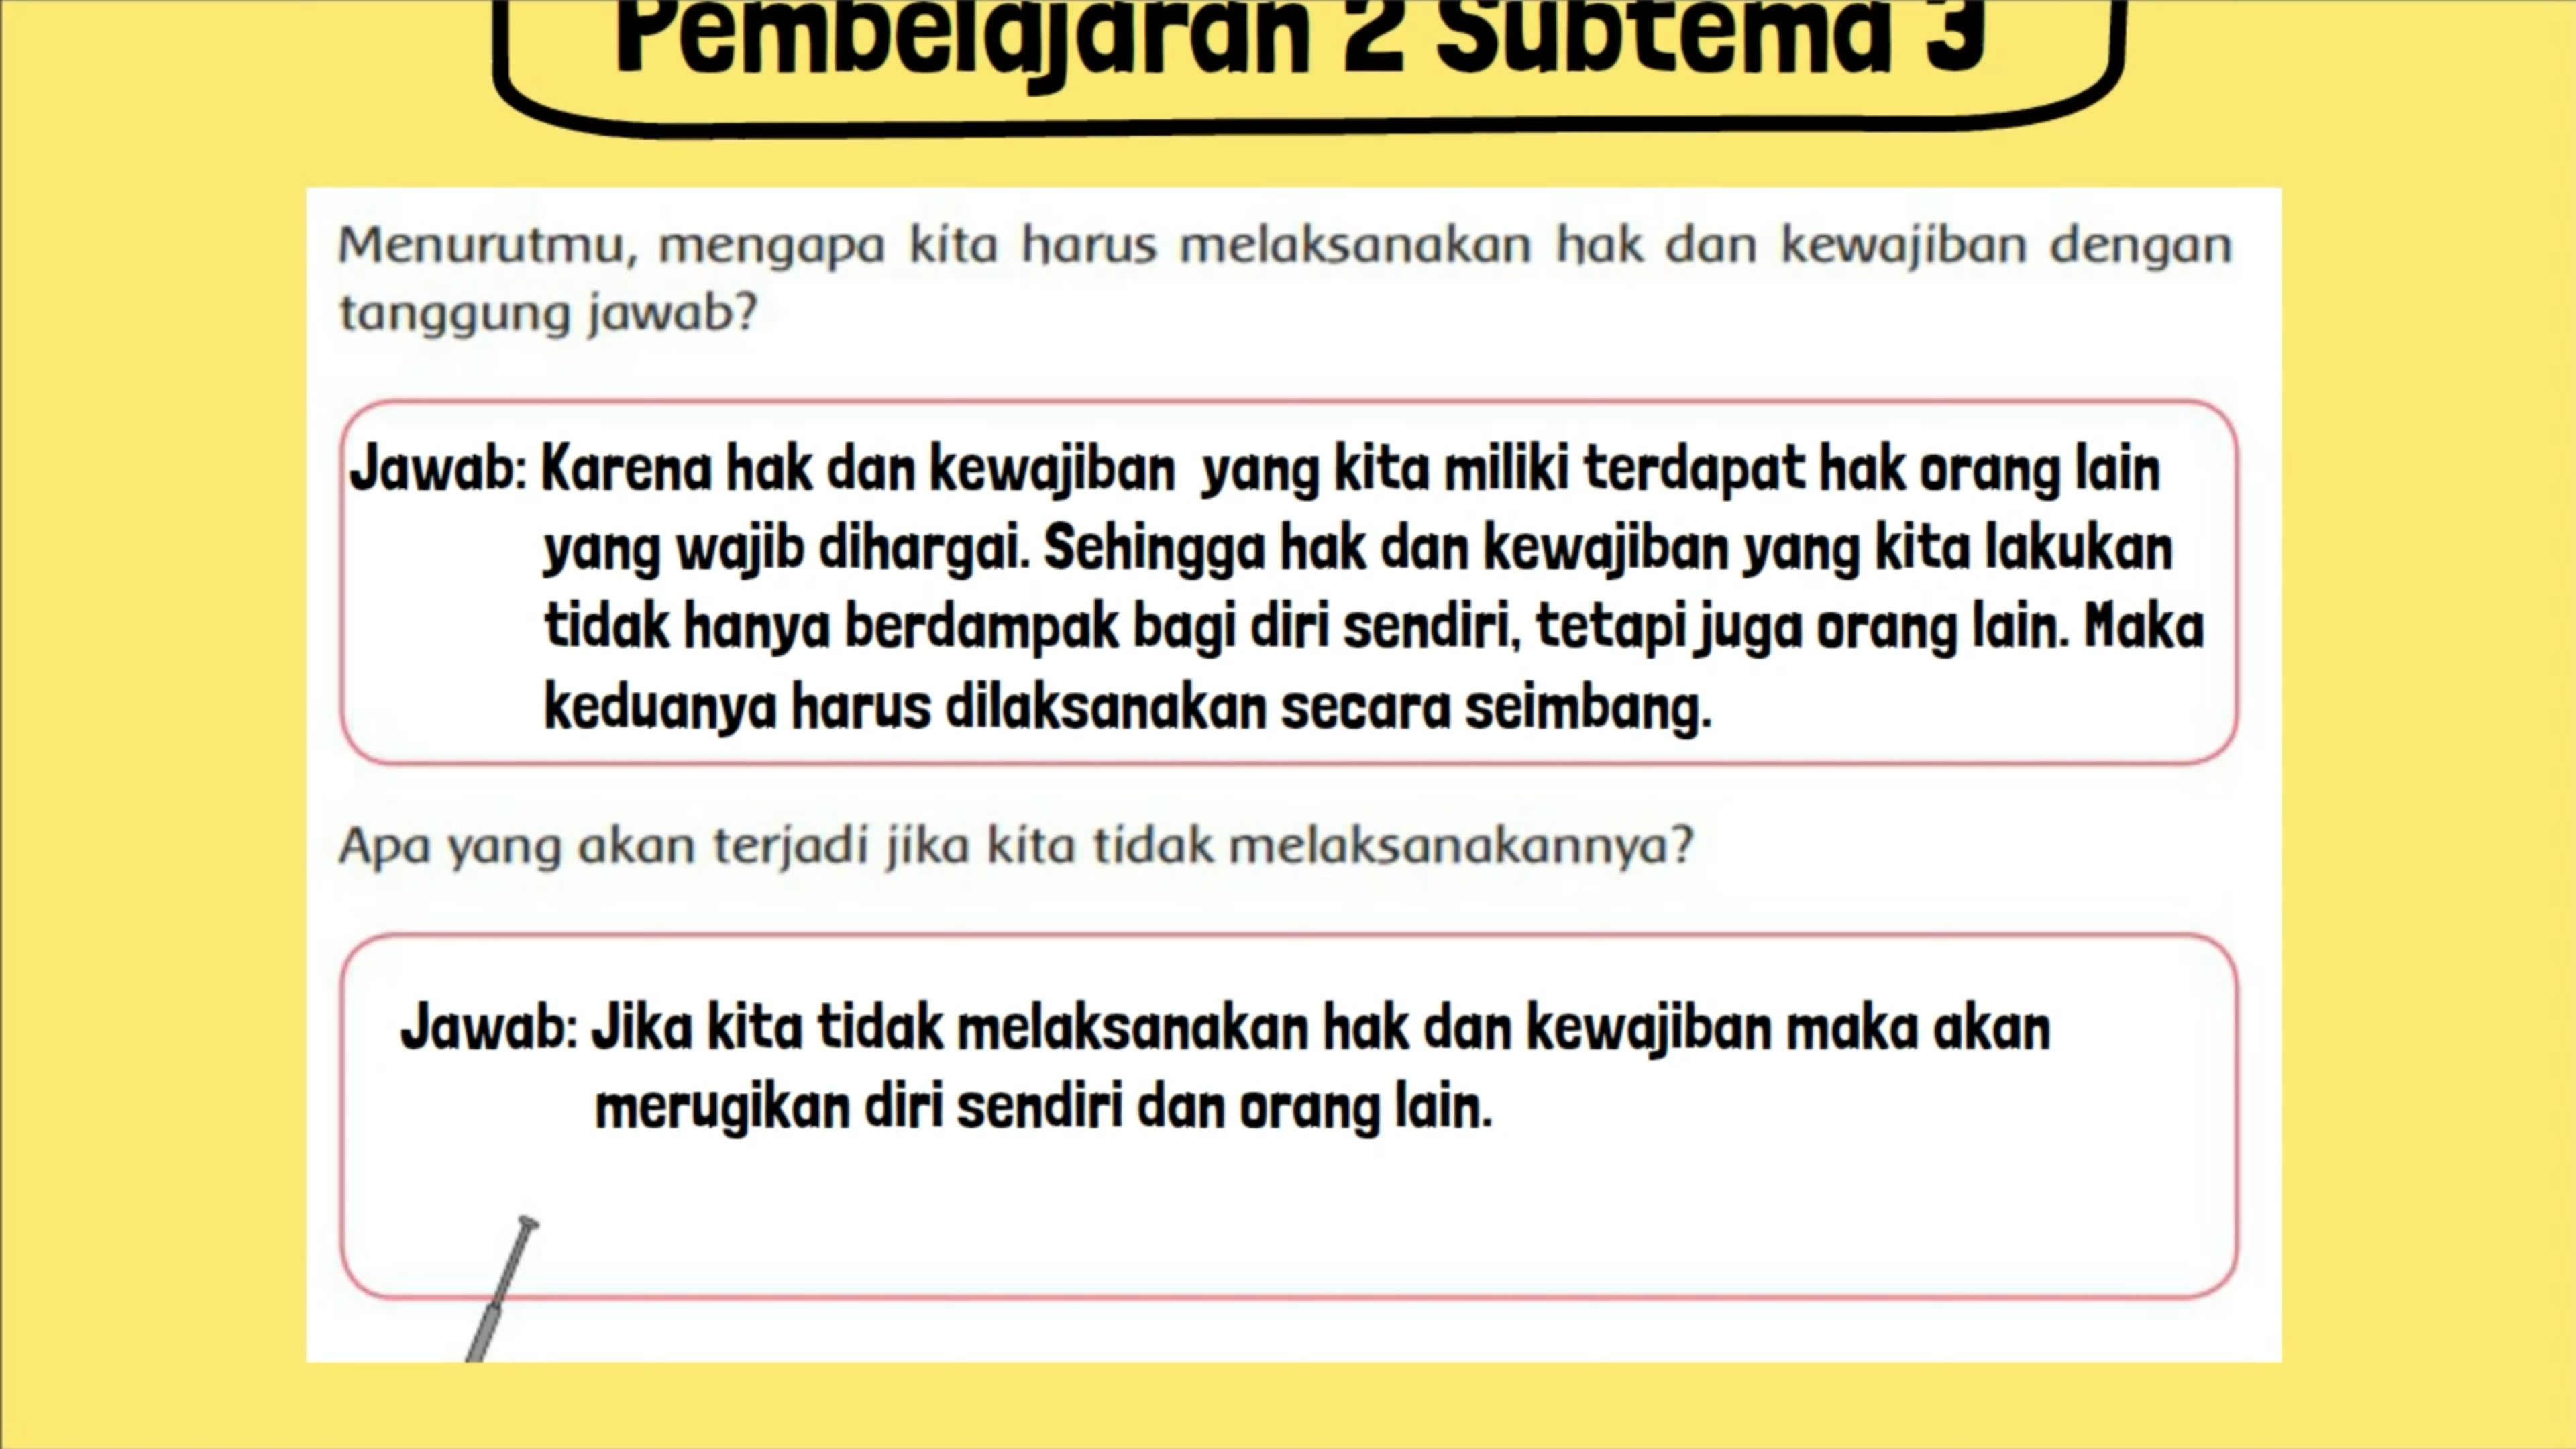 Pembelajaran 2 Subtema 3
Menurutmu, mengapa kita harus melaksanakan hak dan kewajiban dengan
tanggung jawab?
Jawab: Karena hak dan kewajiban yang kita miliki terdapat hak orang lain
yang wajib dihargai. Sehingga hak dan kewajiban yang kita lakukan
tidak hanya berdampak bagi diri sendiri, tetapi juga orang lain. Maka
keduanya harus dilaksanakan secara seimbang.
Apa yang akan terjadi jika kita tidak melaksanakannya?
Jawab: Jika kita tidak melaksanakan hak dan kewajiban maka akan
merugikan diri sendiri dan orang lain.